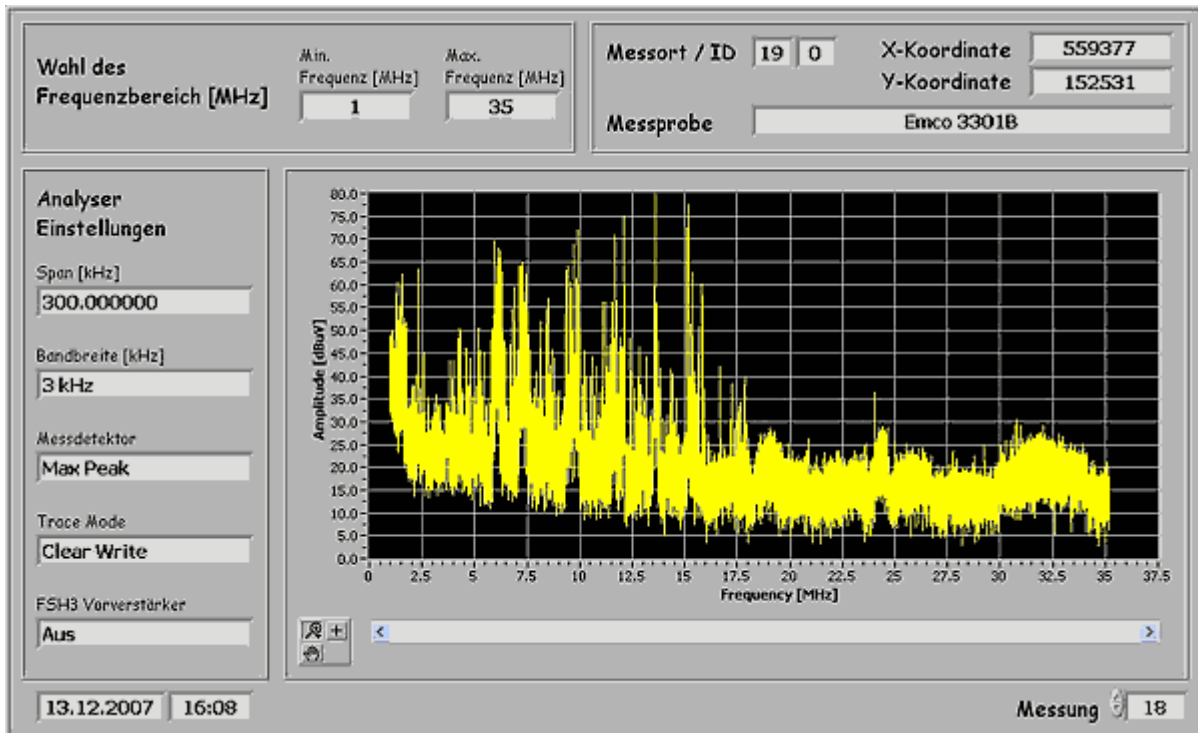 Wahl des
Frequenzbereich [MHz]
Min.
Frequenz [MHz]
1
Max.
Frequenz [MHz]
35
Messort / ID 19 0
X-Koordinate 559377
Y-Koordinate 152531
Messprobe Emco 3301B
Analyser
Einstellungen
Span [kHz]
300.000000
Bandbreite [kHz]
3 kHz
Messdetektor
Max Peak
Trace Mode
Clear Write
FSH3 Vorverstärker
Aus
Amplitude [dBuV]
80.0
75.0
70.0
65.0
60.0
55.0
50.0
45.0
40.0
35.0
30.0
25.0
20.0
15.0
10.0
5.0
0.0
0 2.5 5 7.5 10 12.5 15 17.5 20 22.5 25 27.5 30 32.5 35 37.5
Frequency [MHz]
13.12.2007 16:08
Messung 18